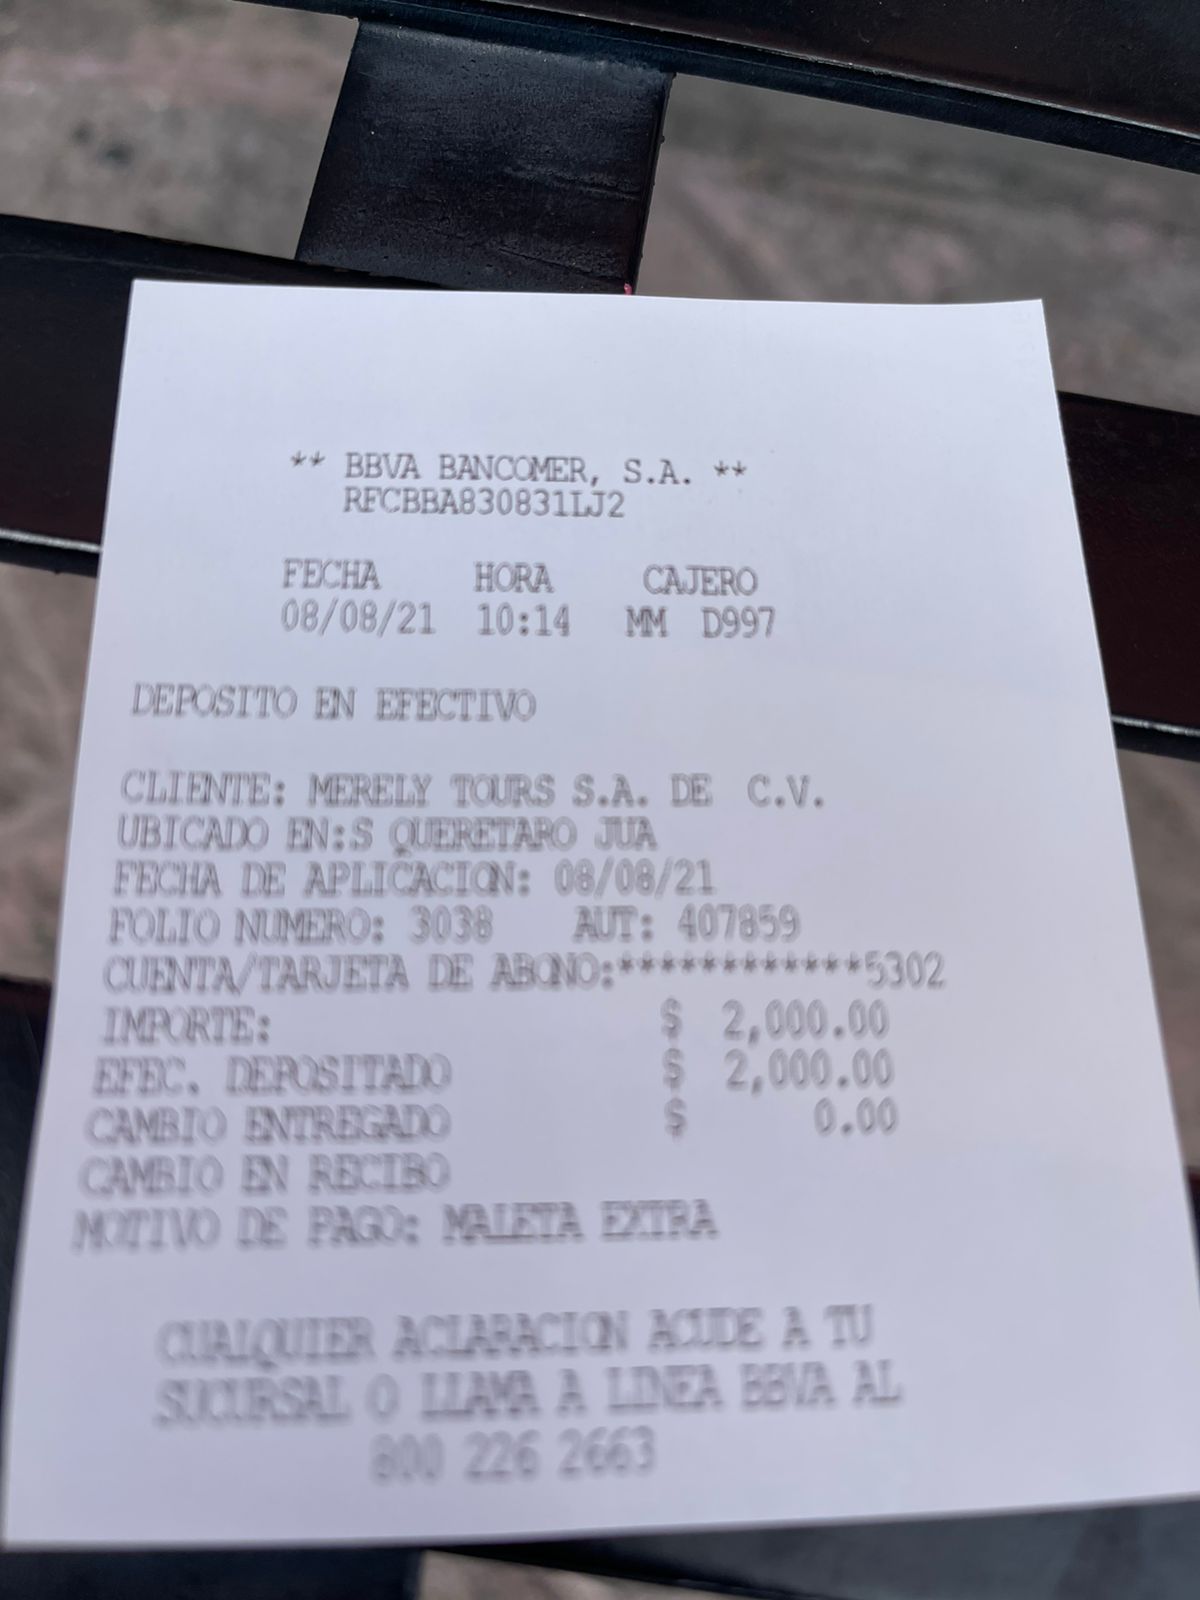 ** BBVA BANCOMER, S.A. **
RFCBBA830831LJ2
FECHA HORA CAJERO
08/08/21 10:14 MM D997
DEPOSITO EN EFECTIVO
CLIENTE: MERELY TOURS S.A. DE C.V.
UBICADO EN:S QUERETARO JUA
FECHA DE APLICACION: 08/08/21
FOLIO NUMERO: 3038 AUT: 407859
CUENTA/TARJETA DE ABONO:************5302
IMPORTE: $ 2,000.00
EFEC. DEPOSITADO $ 2,000.00
CAMBIO ENTREGADO $ 0.00
CAMBIO EN RECIBO
MOTIVO DE PAGO: MALETA EXTRA
CUALQUIER ACLARACION ACUDE A TU
SUCURSAL O LLAMA A LINEA BBVA AL
800 226 2663